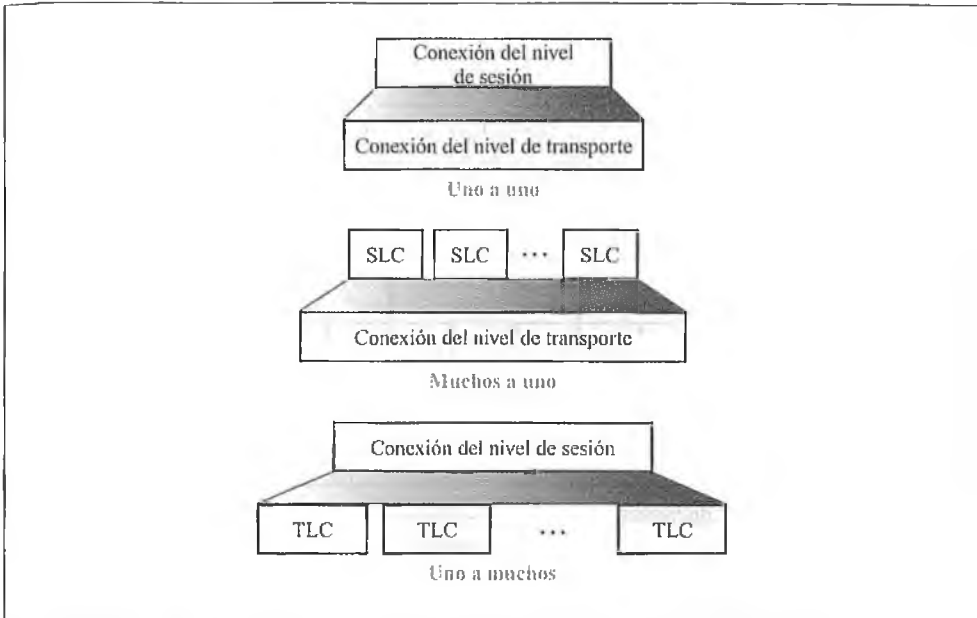 Conexión del nivel
de sesión
Conexión del nivel de transporte
Uno a uno
SLC SLC ... SLC
Conexión del nivel de transporte
Muchos a uno
Conexión del nivel de sesión
TLC TLC ... TLC
Uno a muchos